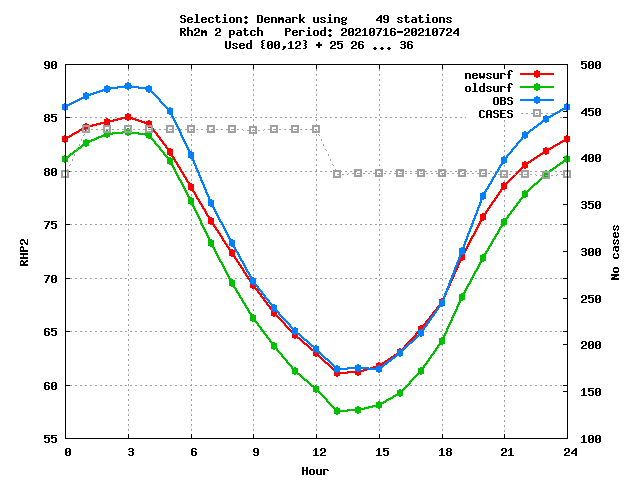 Selection: Denmark using    49 stations
Rh2m 2 patch   Period: 20210716-20210724
Used {00,12} + 25 26 ... 36
newsurf
oldsurf
OBS
CASES
90
85
80
75
70
65
60
55
RHP2
500
450
400
350
300
250
200
150
100
No cases
0 3 6 9 12 15 18 21 24
Hour